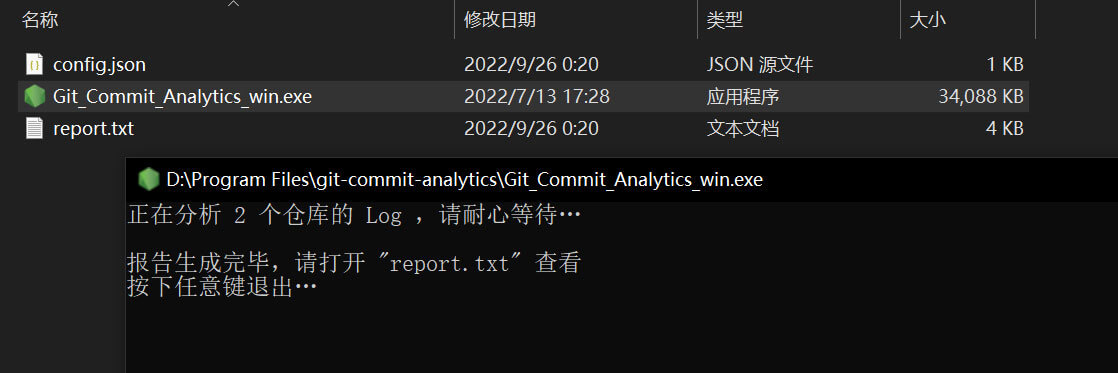 名称 修改日期 类型 大小
config.json 2022/9/26 0:20 JSON 源文件 1 KB
Git_Commit_Analytics_win.exe 2022/7/13 17:28 应用程序 34,088 KB
report.txt 2022/9/26 0:20 文本文档 4 KB
D:\Program Files\git-commit-analytics\Git_Commit_Analytics_win.exe
正在分析 2 个仓库的 Log ，请耐心等待…
报告生成完毕，请打开 "report.txt" 查看
按下任意键退出…